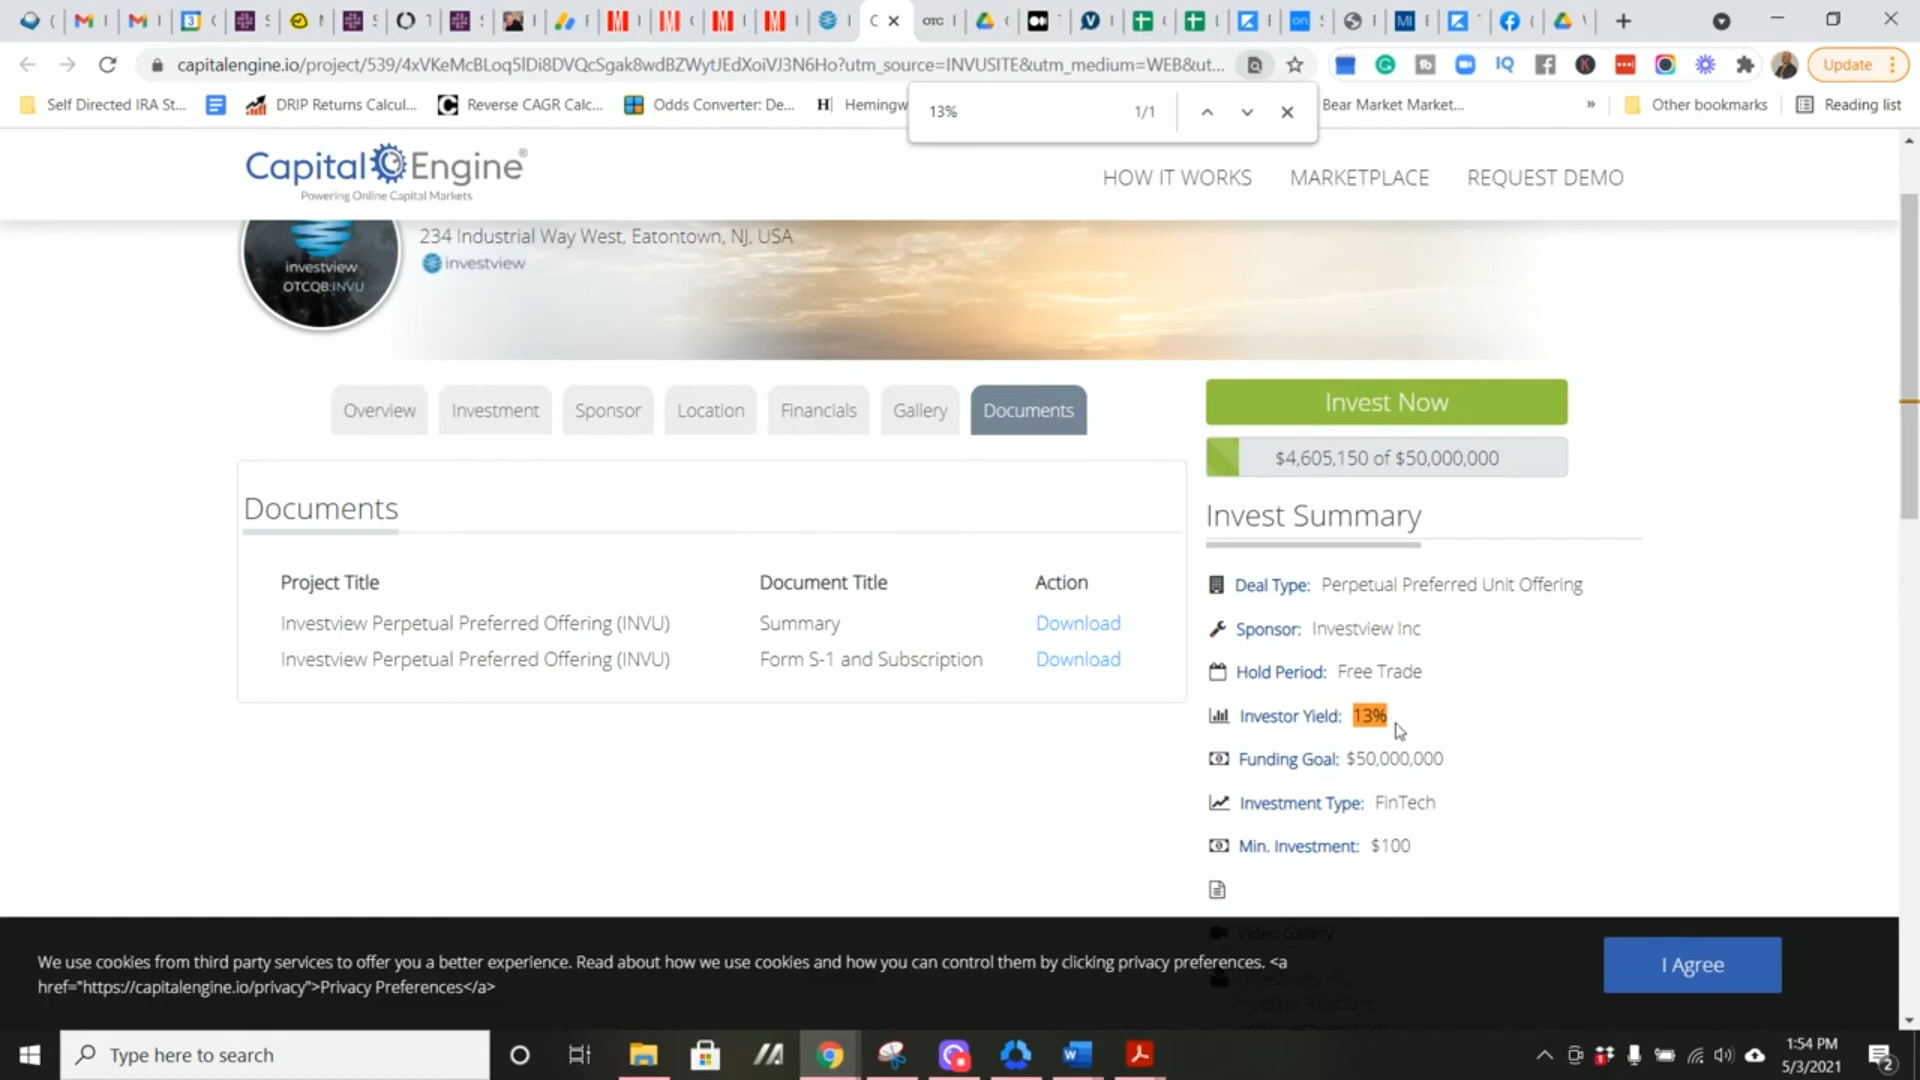 capitalengine.io/project/539/4xVKeMcBLoq5lDi8DVQcSgak8wdBZWytJEdXoiVJ3N6Ho?utm_source=INVUSITE&utm_medium=WEB&ut...
Update
Self Directed IRA St...
DRIP Returns Calcul...
Reverse CAGR Calc...
Odds Converter: De...
Hemingw
Bear Market Market...
»
Other bookmarks
Reading list
13%
1/1
Capital Engine®
Powering Online Capital Markets
HOW IT WORKS
MARKETPLACE
REQUEST DEMO
investview
OTCQB:INVU
234 Industrial Way West, Eatontown, NJ, USA
investview
Overview
Investment
Sponsor
Location
Financials
Gallery
Documents
Invest Now
$4,605,150 of $50,000,000
Documents
Project Title Document Title Action
Investview Perpetual Preferred Offering (INVU) Summary Download
Investview Perpetual Preferred Offering (INVU) Form S-1 and Subscription Download
Invest Summary
Deal Type: Perpetual Preferred Unit Offering
Sponsor: Investview Inc
Hold Period: Free Trade
Investor Yield: 13%
Funding Goal: $50,000,000
Investment Type: FinTech
Min. Investment: $100
Video Gallery
Investview Inc
Investor Relations
We use cookies from third party services to offer you a better experience. Read about how we use cookies and how you can control them by clicking privacy preferences. <a
href="https://capitalengine.io/privacy">Privacy Preferences</a>
I Agree
Type here to search
1:54 PM
5/3/2021
2